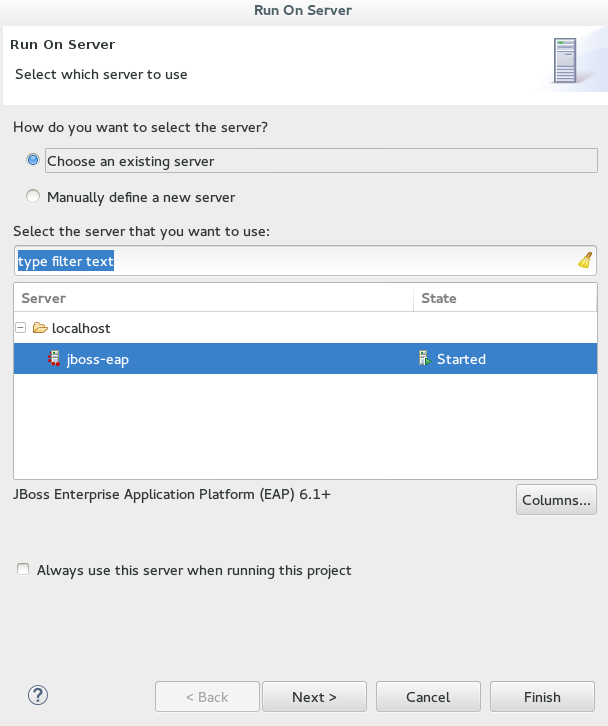 Run On Server
Run On Server
Select which server to use
How do you want to select the server?
Choose an existing server
Manually define a new server
Select the server that you want to use:
type filter text
Server State
localhost
jboss-eap Started
JBoss Enterprise Application Platform (EAP) 6.1+
Columns...
Always use this server when running this project
? < Back Next > Cancel Finish